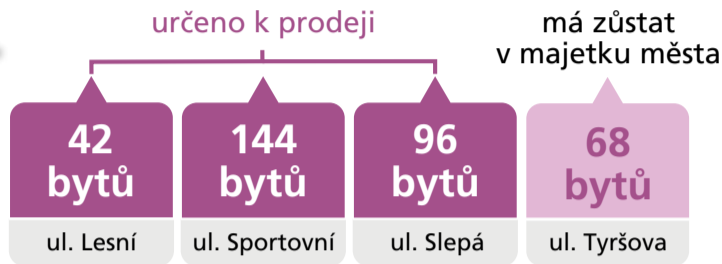 určeno k prodeji
má zůstat
v majetku města
42
bytů
ul. Lesní
144
bytů
ul. Sportovní
96
bytů
ul. Slepá
68
bytů
ul. Tyršova